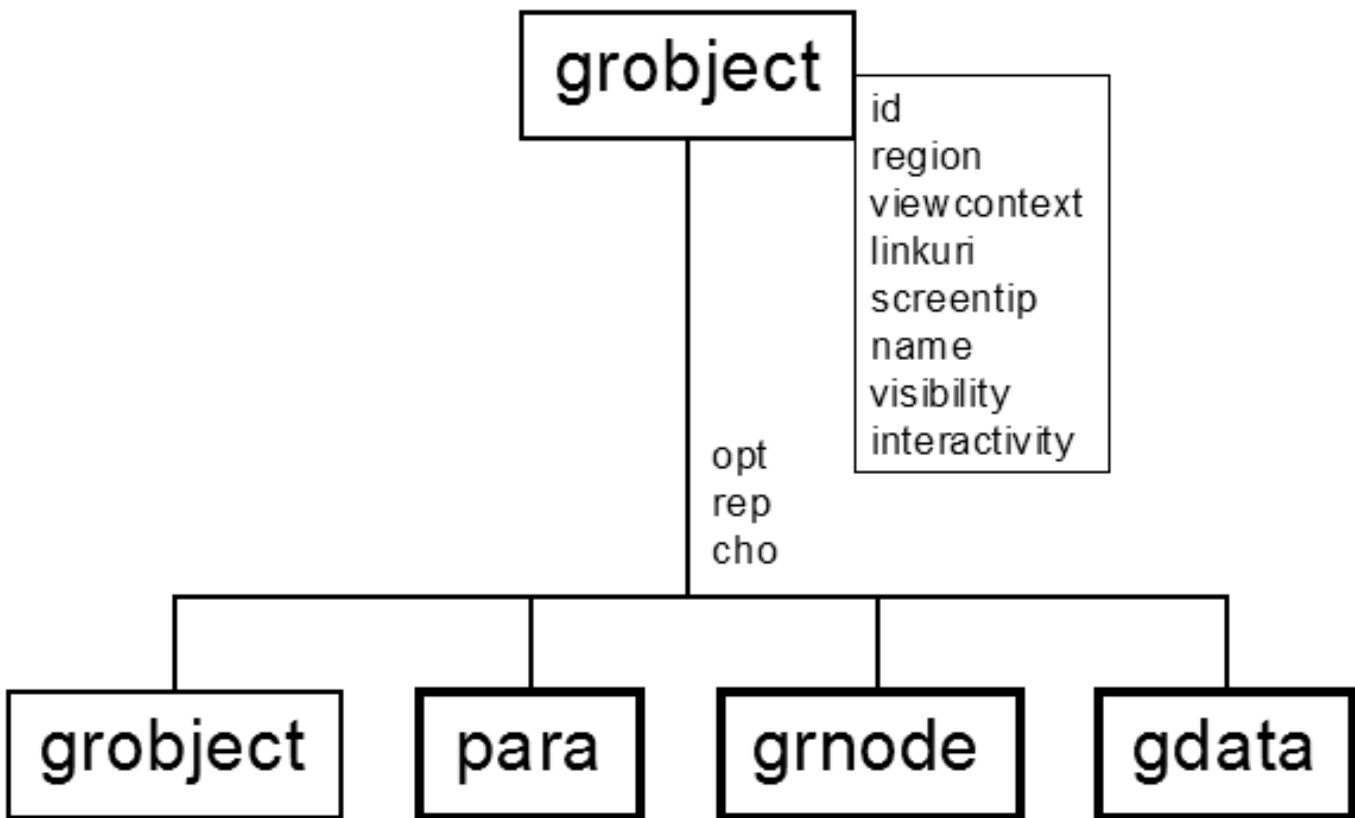 grobject
id
region
viewcontext
linkuri
screentip
name
visibility
interactivity
opt
rep
cho
grobject
para
grnode
gdata